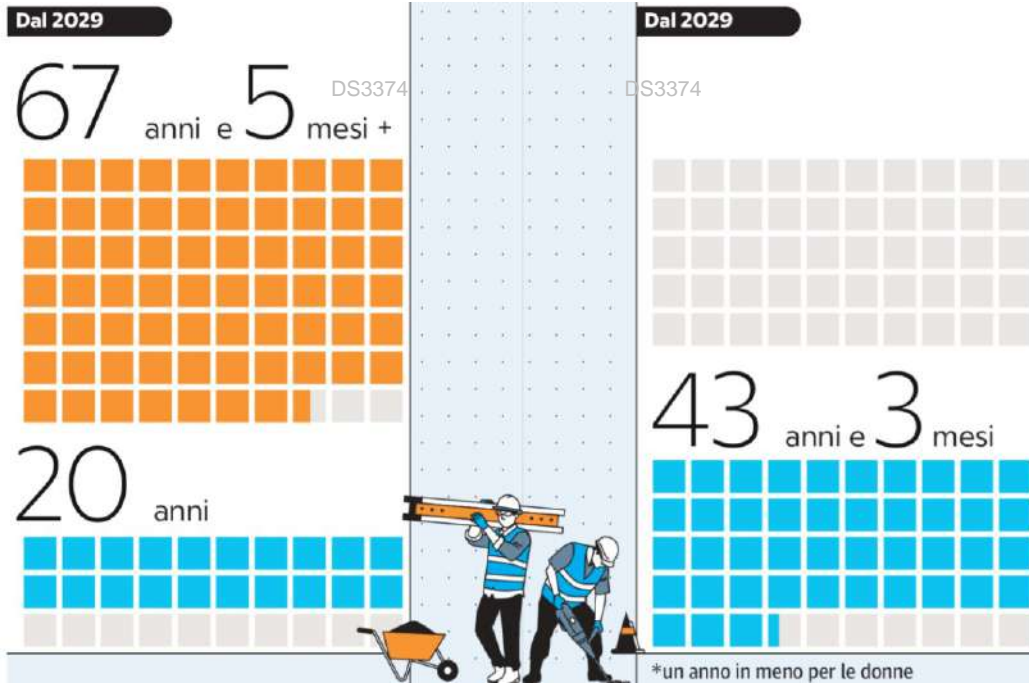 Dal 2029
67 anni e 5 mesi +
20 anni
DS3374
DS3374
Dal 2029
43 anni e 3 mesi
*un anno in meno per le donne